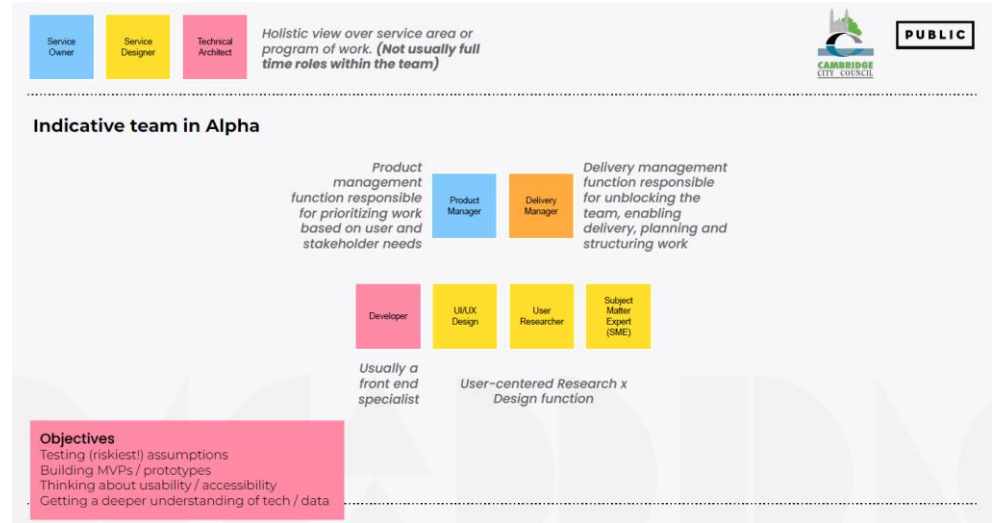 Service
Owner
Service
Designer
Technical
Architect
Holistic view over service area or
program of work. (Not usually full
time roles within the team)
CAMBRIDGE
CITY COUNCIL
PUBLIC
Indicative team in Alpha
Product
management
function responsible
for prioritizing work
based on user and
stakeholder needs
Product
Manager
Delivery
Manager
Delivery management
function responsible
for unblocking the
team, enabling
delivery, planning and
structuring work
Developer
UI/UX
Design
User
Researcher
Subject
Matter
Expert
(SME)
Usually a
front end
specialist
User-centered Research x
Design function
Objectives
Testing (riskiest!) assumptions
Building MVPs / prototypes
Thinking about usability / accessibility
Getting a deeper understanding of tech / data